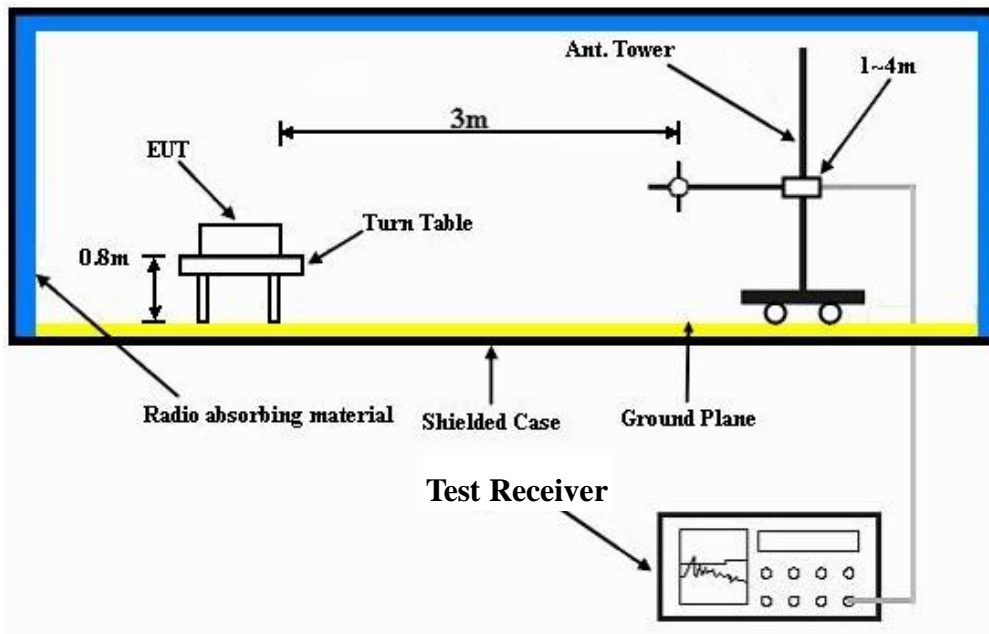 Ant. Tower
1~4m
3m
EUT
Turn Table
0.8m
Radio absorbing material
Shielded Case
Ground Plane
Test Receiver